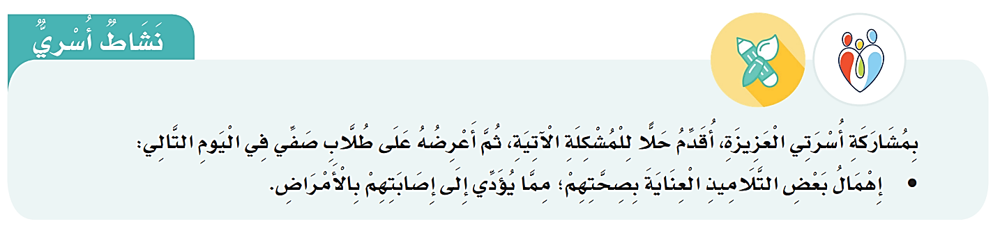 نَشَاطٌ أُسْرِيٌّ
بِمُشَارَكَةِ أُسْرَتِي الْعَزِيزَةِ، أُقَدِّمُ حَلًّا لِلْمُشْكِلَةِ الْآتِيَةِ، ثُمَّ أَعْرِضُهُ عَلَى طُلَّابِ صَفِّي فِي الْيَومِ التَّالِي:
• إِهْمَالُ بَعْضِ التَّلَامِيذِ الْعِنَايَةَ بِصِحَّتِهِمْ؛ مِمَّا يُؤَدِّي إِلَى إِصَابَتِهِمْ بِالْأَمْرَاضِ.